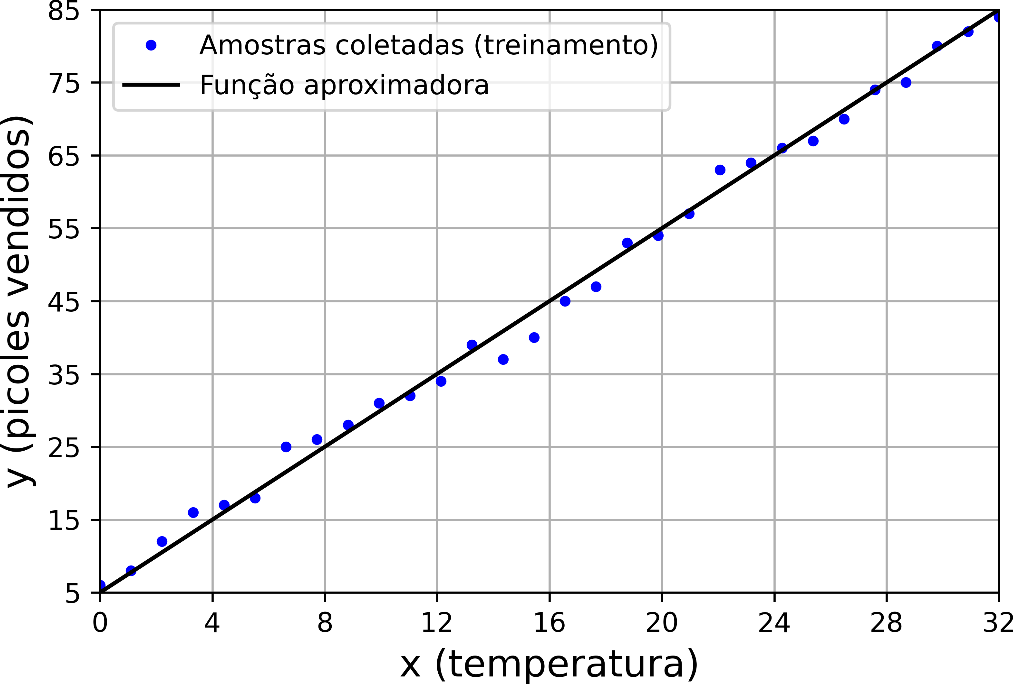 Amostras coletadas (treinamento)
Função aproximadora
y (picoles vendidos)
85
75
65
55
45
35
25
15
5
0 4 8 12 16 20 24 28 32
x (temperatura)